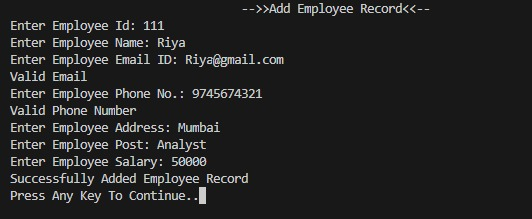 -->>Add Employee Record<<--
Enter Employee Id: 111
Enter Employee Name: Riya
Enter Employee Email ID: Riya@gmail.com
Valid Email
Enter Employee Phone No.: 9745674321
Valid Phone Number
Enter Employee Address: Mumbai
Enter Employee Post: Analyst
Enter Employee Salary: 50000
Successfully Added Employee Record
Press Any Key To Continue..